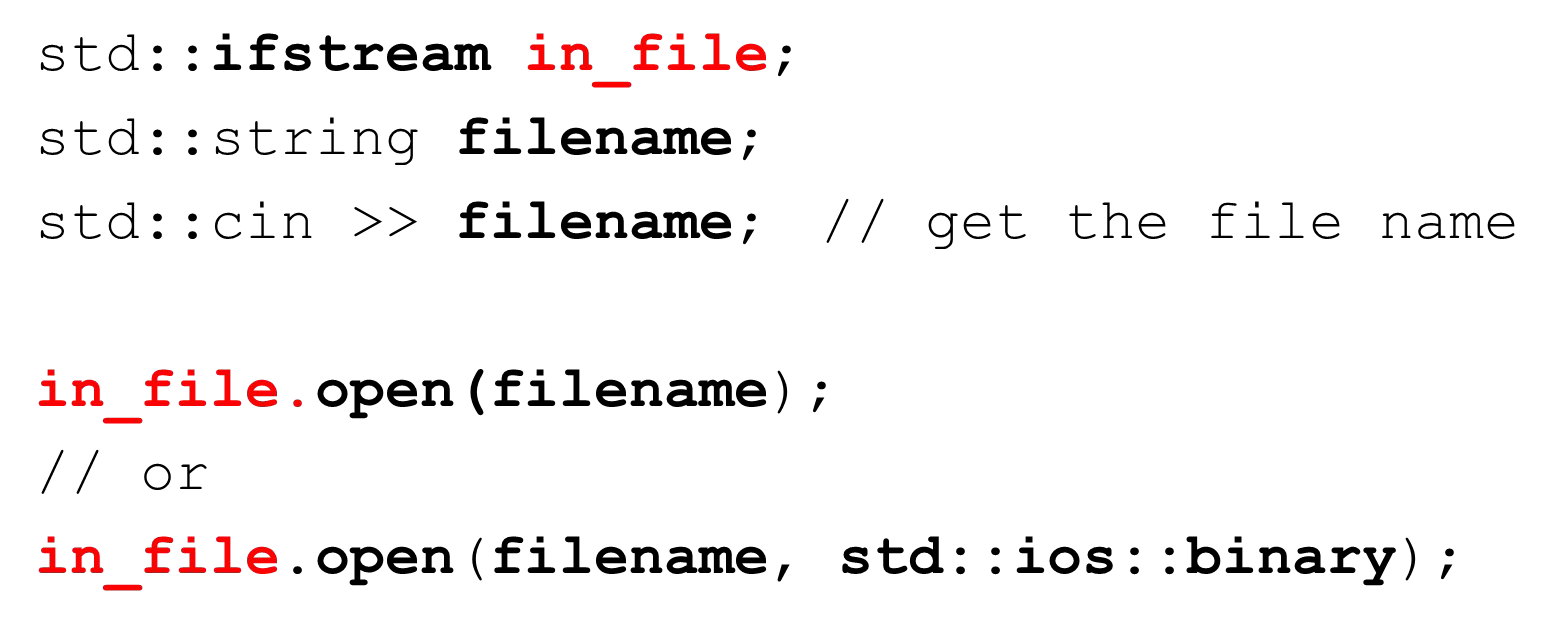 std::ifstream in_file;
std::string filename;
std::cin >> filename;  // get the file name
in_file.open(filename);
// or
in_file.open(filename, std::ios::binary);